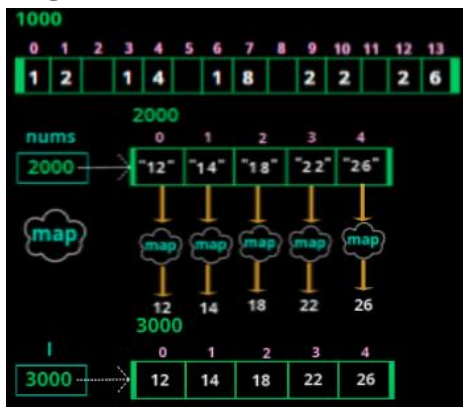 1000
0 1 2 3 4 5 6 7 8 9 10 11 12 13
1 2 1 4 1 8 2 2 2 6
2000
nums 0 1 2 3 4
2000 "12" "14" "18" "22" "26"
map map map map map map
12 14 18 22 26
3000
l 0 1 2 3 4
3000 12 14 18 22 26